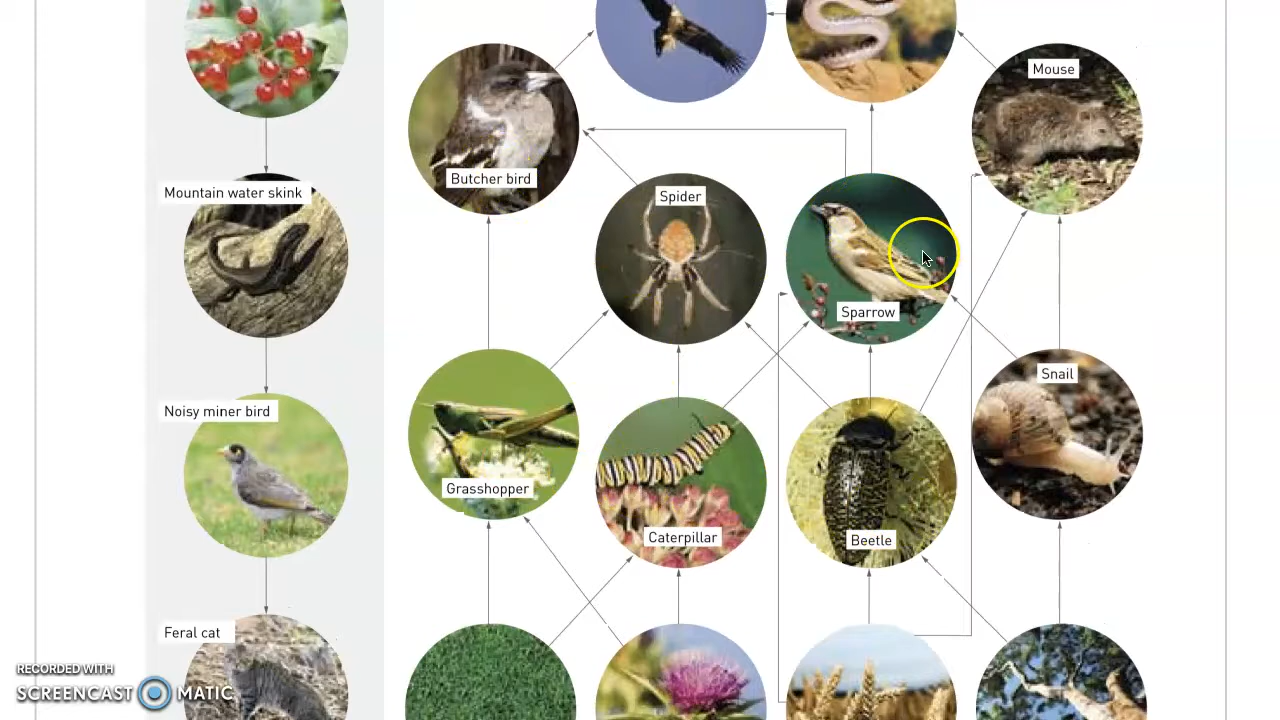 Mouse
Butcher bird
Mountain water skink
Spider
Sparrow
Snail
Noisy miner bird
Grasshopper
Caterpillar
Beetle
Feral cat
RECORDED WITH
SCREENCAST MATIC